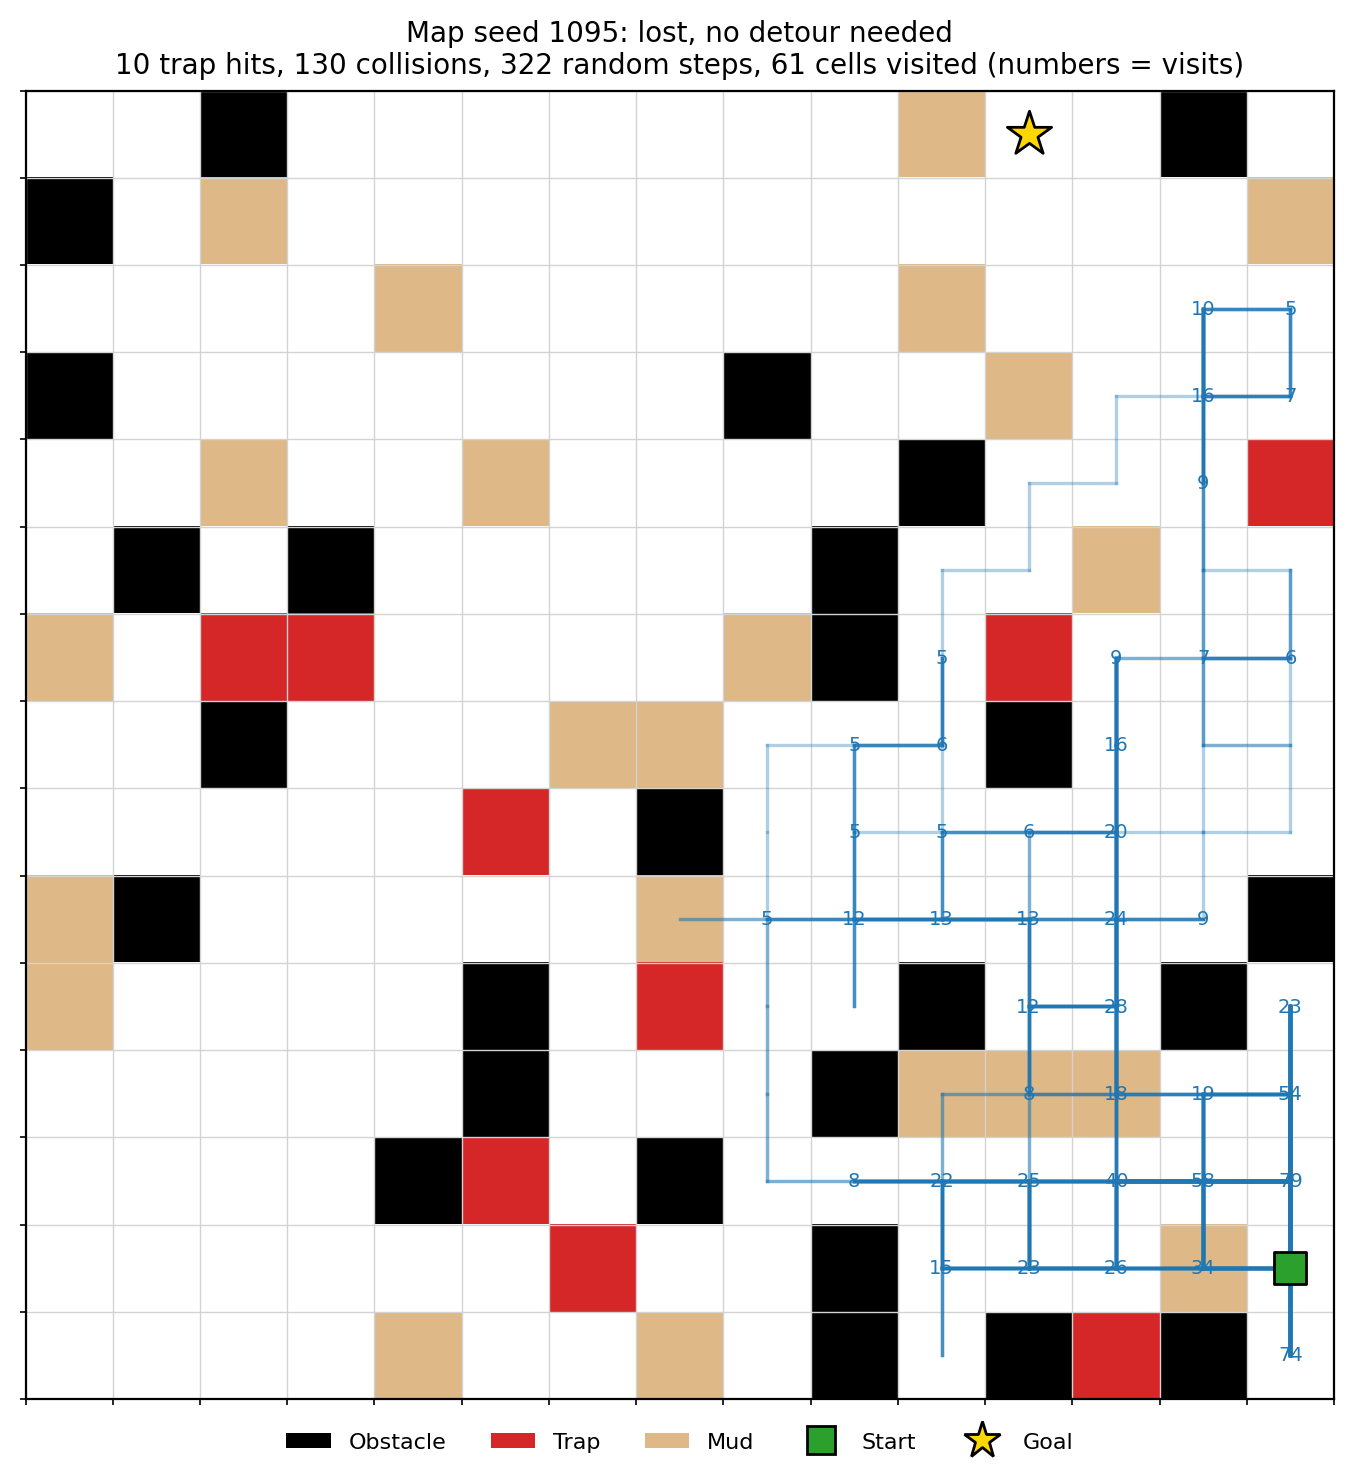 Map seed 1095: lost, no detour needed
10 trap hits, 130 collisions, 322 random steps, 61 cells visited (numbers = visits)
10 5
16 7
9
5 9 7 6
5 6 16
5 5 6 20
5 12 13 13 24 9
12 28 23
8 18 19 54
8 22 25 40 58 79
15 23 26 34
74
Obstacle Trap Mud Start Goal